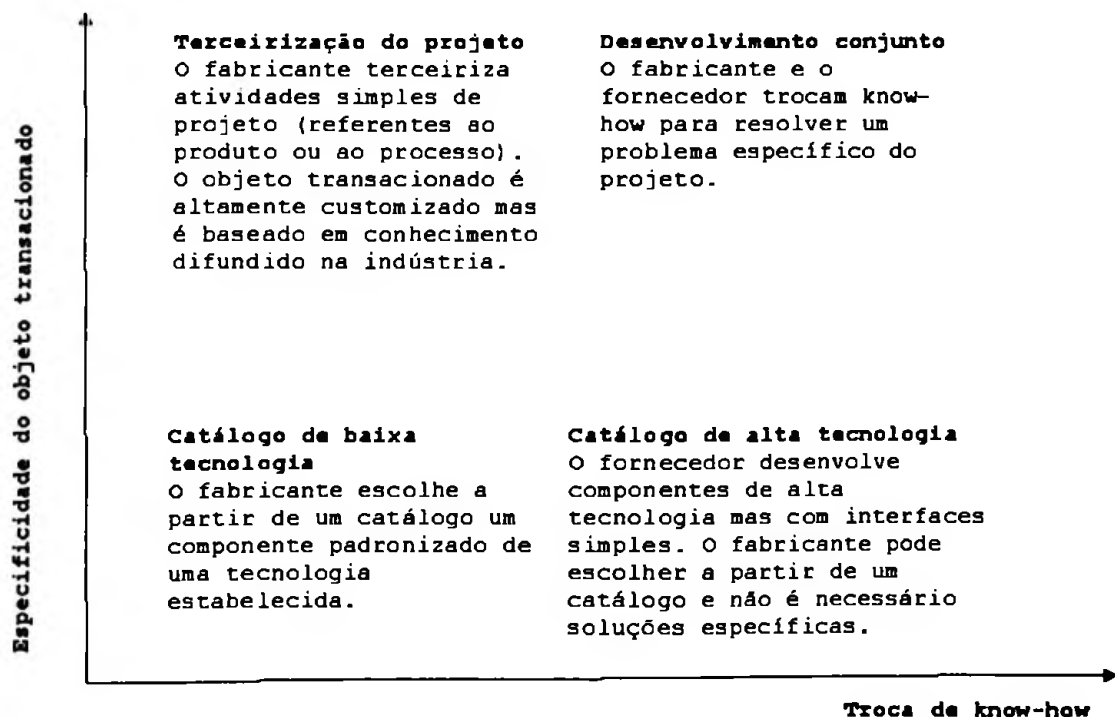 Especificidade do objeto transacionado
Terceirização do projeto
O fabricante terceiriza
atividades simples de
projeto (referentes ao
produto ou ao processo).
O objeto transacionado é
altamente customizado mas
é baseado em conhecimento
difundido na indústria.
Desenvolvimento conjunto
O fabricante e o
fornecedor trocam know-
how para resolver um
problema específico do
projeto.
Catálogo de baixa
tecnologia
O fabricante escolhe a
partir de um catálogo um
componente padronizado de
uma tecnologia
estabelecida.
Catálogo de alta tecnologia
O fornecedor desenvolve
componentes de alta
tecnologia mas com interfaces
simples. O fabricante pode
escolher a partir de um
catálogo e não é necessário
soluções específicas.
Troca de know-how